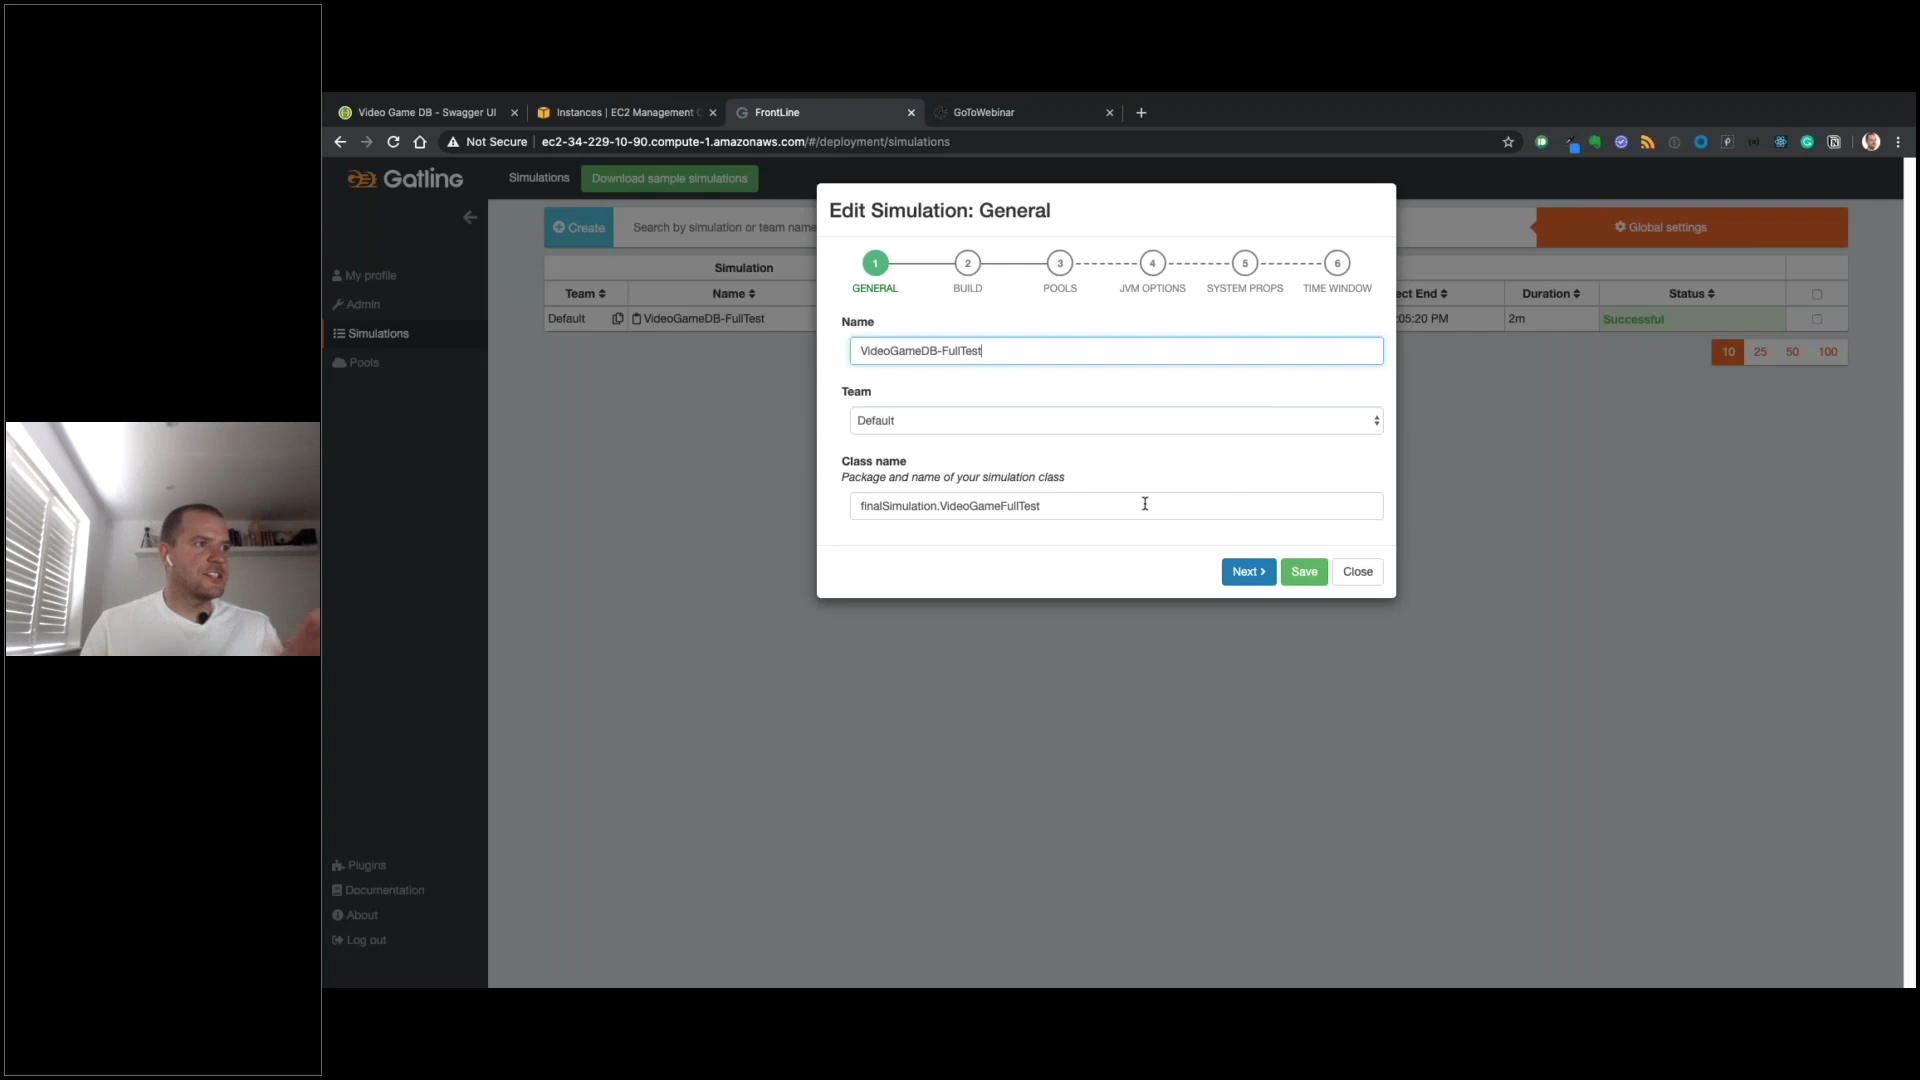 Video Game DB - Swagger UI
Instances | EC2 Management C
FrontLine
GoToWebinar
Not Secure
ec2-34-229-10-90.compute-1.amazonaws.com/#/deployment/simulations
Gatling
Simulations
Download sample simulations
My profile
Admin
Simulations
Pools
Plugins
Documentation
About
Log out
Create
Search by simulation or team name
Global settings
Simulation
Team
Name
ect End
Duration
Status
Default
VideoGameDB-FullTest
:05:20 PM
2m
Successful
10
25
50
100
Edit Simulation: General
1
2
3
4
5
6
GENERAL
BUILD
POOLS
JVM OPTIONS
SYSTEM PROPS
TIME WINDOW
Name
VideoGameDB-FullTest
Team
Default
Class name
Package and name of your simulation class
finalSimulation.VideoGameFullTest
Next
Save
Close